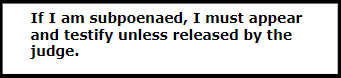 If I am subpoenaed, I must appear
and testify unless released by the
judge.